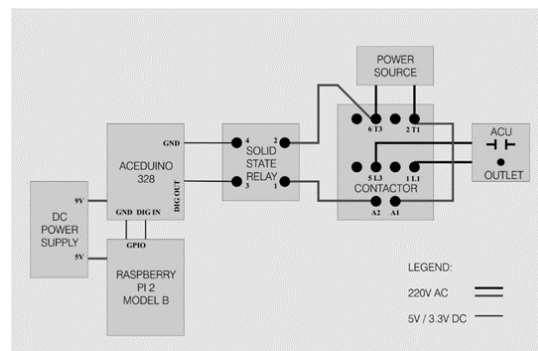 POWER
SOURCE
6 T3
2 T1
GND
4
2
SOLID
STATE
RELAY
3
1
ACEDUINO
328
DIG OUT
ACU
OUTLET
5 L3
1 L1
CONTACTOR
A2
A1
9V
GND DIG IN
DC
POWER
SUPPLY
5V
GPIO
RASPBERRY
PI 2
MODEL B
LEGEND:
220V AC
5V / 3.3V DC